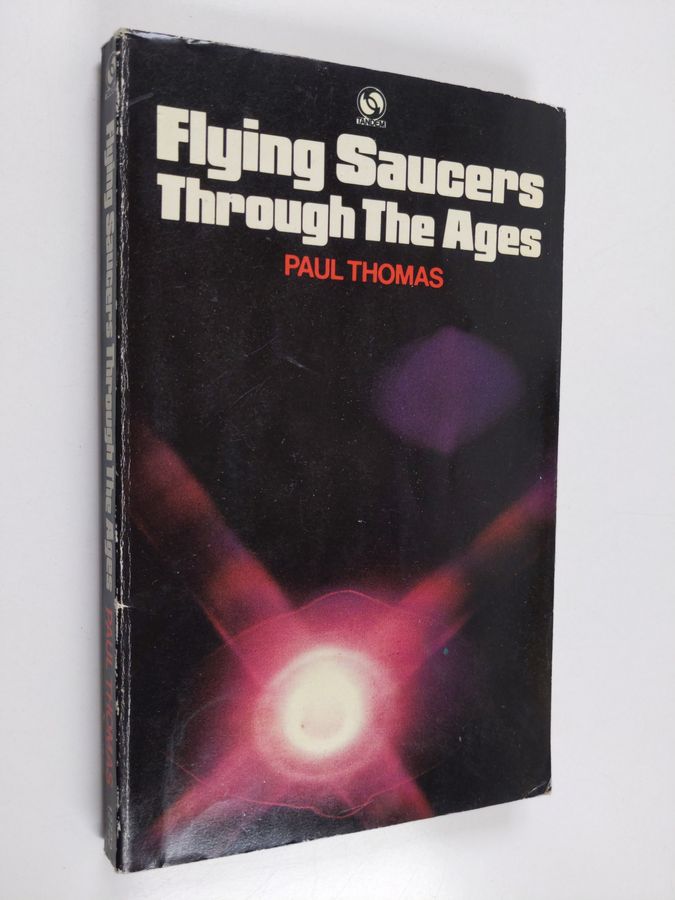 TANDEM
Flying Saucers
Through The Ages
PAUL THOMAS
Flying Saucers Through The Ages PAUL THOMAS